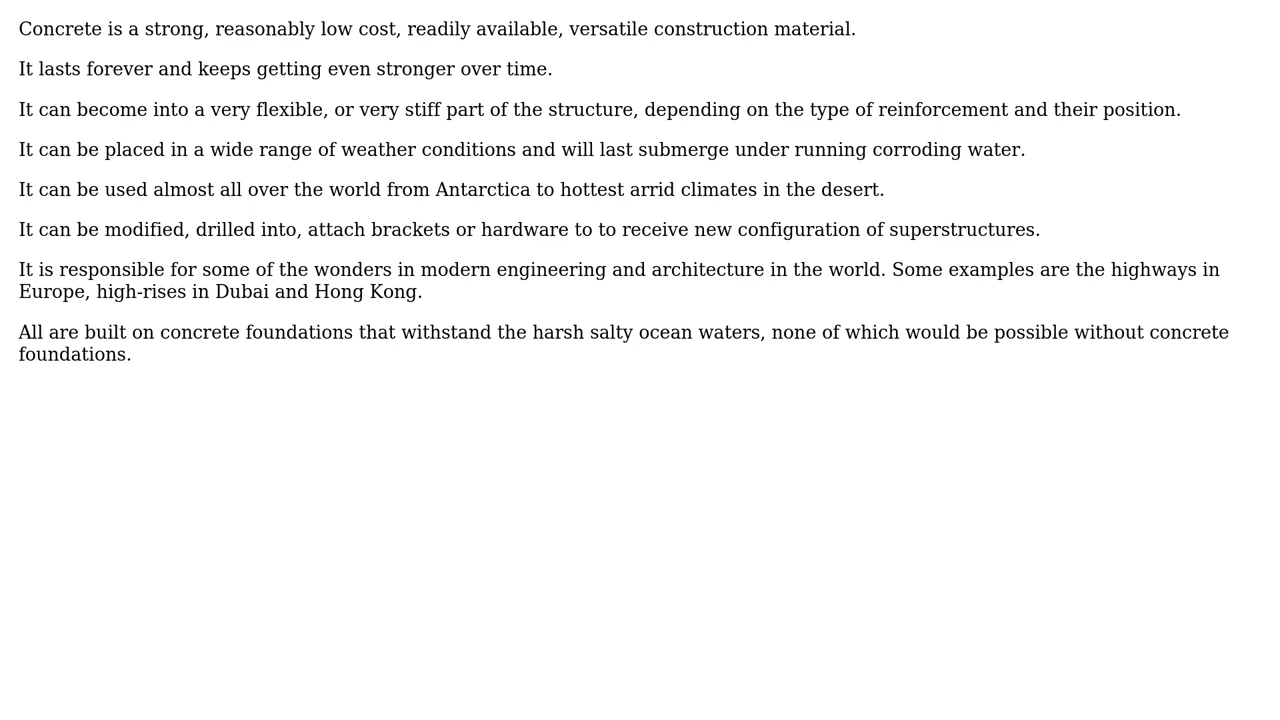 Concrete is a strong, reasonably low cost, readily available, versatile construction material.
It lasts forever and keeps getting even stronger over time.
It can become into a very flexible, or very stiff part of the structure, depending on the type of reinforcement and their position.
It can be placed in a wide range of weather conditions and will last submerge under running corroding water.
It can be used almost all over the world from Antarctica to hottest arrid climates in the desert.
It can be modified, drilled into, attach brackets or hardware to to receive new configuration of superstructures.
It is responsible for some of the wonders in modern engineering and architecture in the world. Some examples are the highways in
Europe, high-rises in Dubai and Hong Kong.
All are built on concrete foundations that withstand the harsh salty ocean waters, none of which would be possible without concrete
foundations.